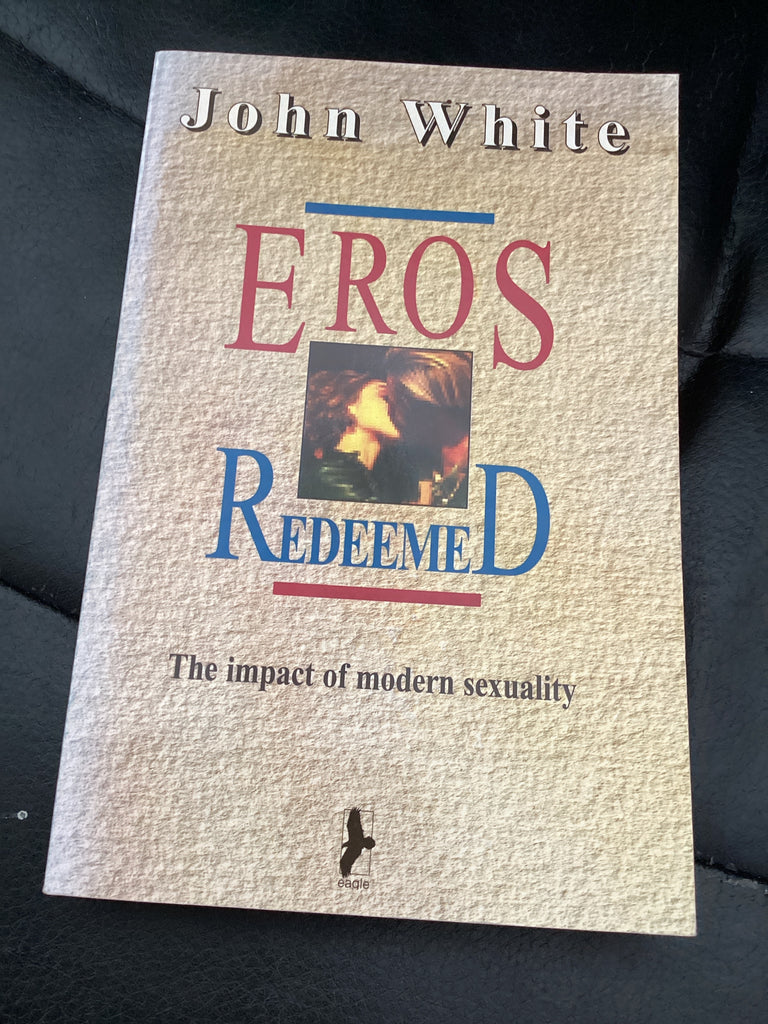 John White
EROS
REDEEMED
The impact of modern sexuality
eagle